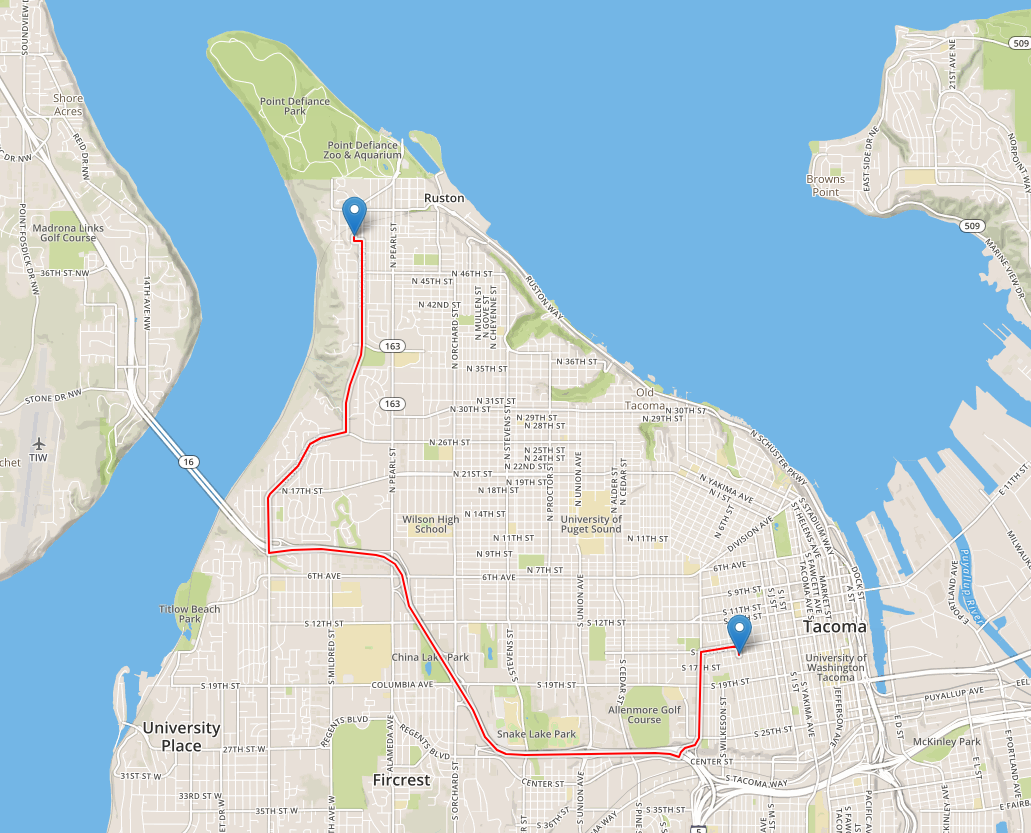 SOUNDVIEW D
Shore
Acres
REID DR NW
C DR NW
POINT FOSDICK DR NW
Madrona Links
Golf Course
36TH ST NW
14TH AVE NW
STONE DR NW
TIW
chet
16
Point Defiance
Park
Point Defiance
Zoo & Aquarium
Ruston
N PEARL ST
N 46TH ST
N 45TH ST
N 42ND ST
N MULLEN ST
N GOVE ST
N CHEYENNE ST
N ORCHARD ST
RUSTON WAY
163
N 36TH ST
N 35TH ST
163
N 31ST ST
N 30TH ST
N 29TH ST
N 28TH ST
Old
Tacoma
N 30TH ST
N 29TH ST
N SCHUSTER PKWY
N 26TH ST
N STEVENS ST
N 25TH ST
N 24TH ST
N 22ND ST
N 21ST ST
N 19TH ST
N 18TH ST
N PEARL ST
N PROCTOR ST
N UNION AVE
N ALDER ST
N CEDAR ST
N YAKIMA AVE
N I ST
N 6TH ST
DIVISION AVE
N 17TH ST
Wilson High
School
N 14TH ST
University of
Puget Sound
N 11TH ST
N 11TH ST
N 9TH ST
N 7TH ST
6TH AVE
6TH AVE
6TH AVE
S STADIUM WAY
ST HELENS AVE
S FAWCETT AVE
TACOMA AVE S
MARKET ST
DOCK ST
A ST
S I ST
S J ST
S 9TH ST
S 11TH ST
TH ST
Titlow Beach
Park
S 12TH ST
S 12TH ST
S MILDRED ST
China Lake Park
S STEVENS ST
S UNION AVE
S CEDAR ST
S
S 17TH ST
S 19TH ST
Tacoma
University of
Washington
Tacoma
S 19TH ST
COLUMBIA AVE
S 19TH ST
Allenmore Golf
Course
S WILKESON ST
S I ST
S YAKIMA AVE
JEFFERSON AVE
S 25TH ST
Snake Lake Park
University
Place
REGENTS BLVD
REGENTS BLVD
ALAMEDA AVE
27TH ST W
31ST ST W
33RD ST W
35TH ST W
Fircrest
S ORCHARD ST
CENTER ST
CENTER ST
S UNION AVE
S 36TH ST
S 35TH ST
S TACOMA WAY
5
PUYALLUP AVE
E D ST
McKinley Park
E L ST
E PORTLAND AVE
E PORTLAND AVE
Puyallup River
E 11TH ST
MILWAUK
EAST SIDE DR NE
Browns
Point
509
509
21ST AVE NE
NORPOINT WAY
MARINE VIEW DR